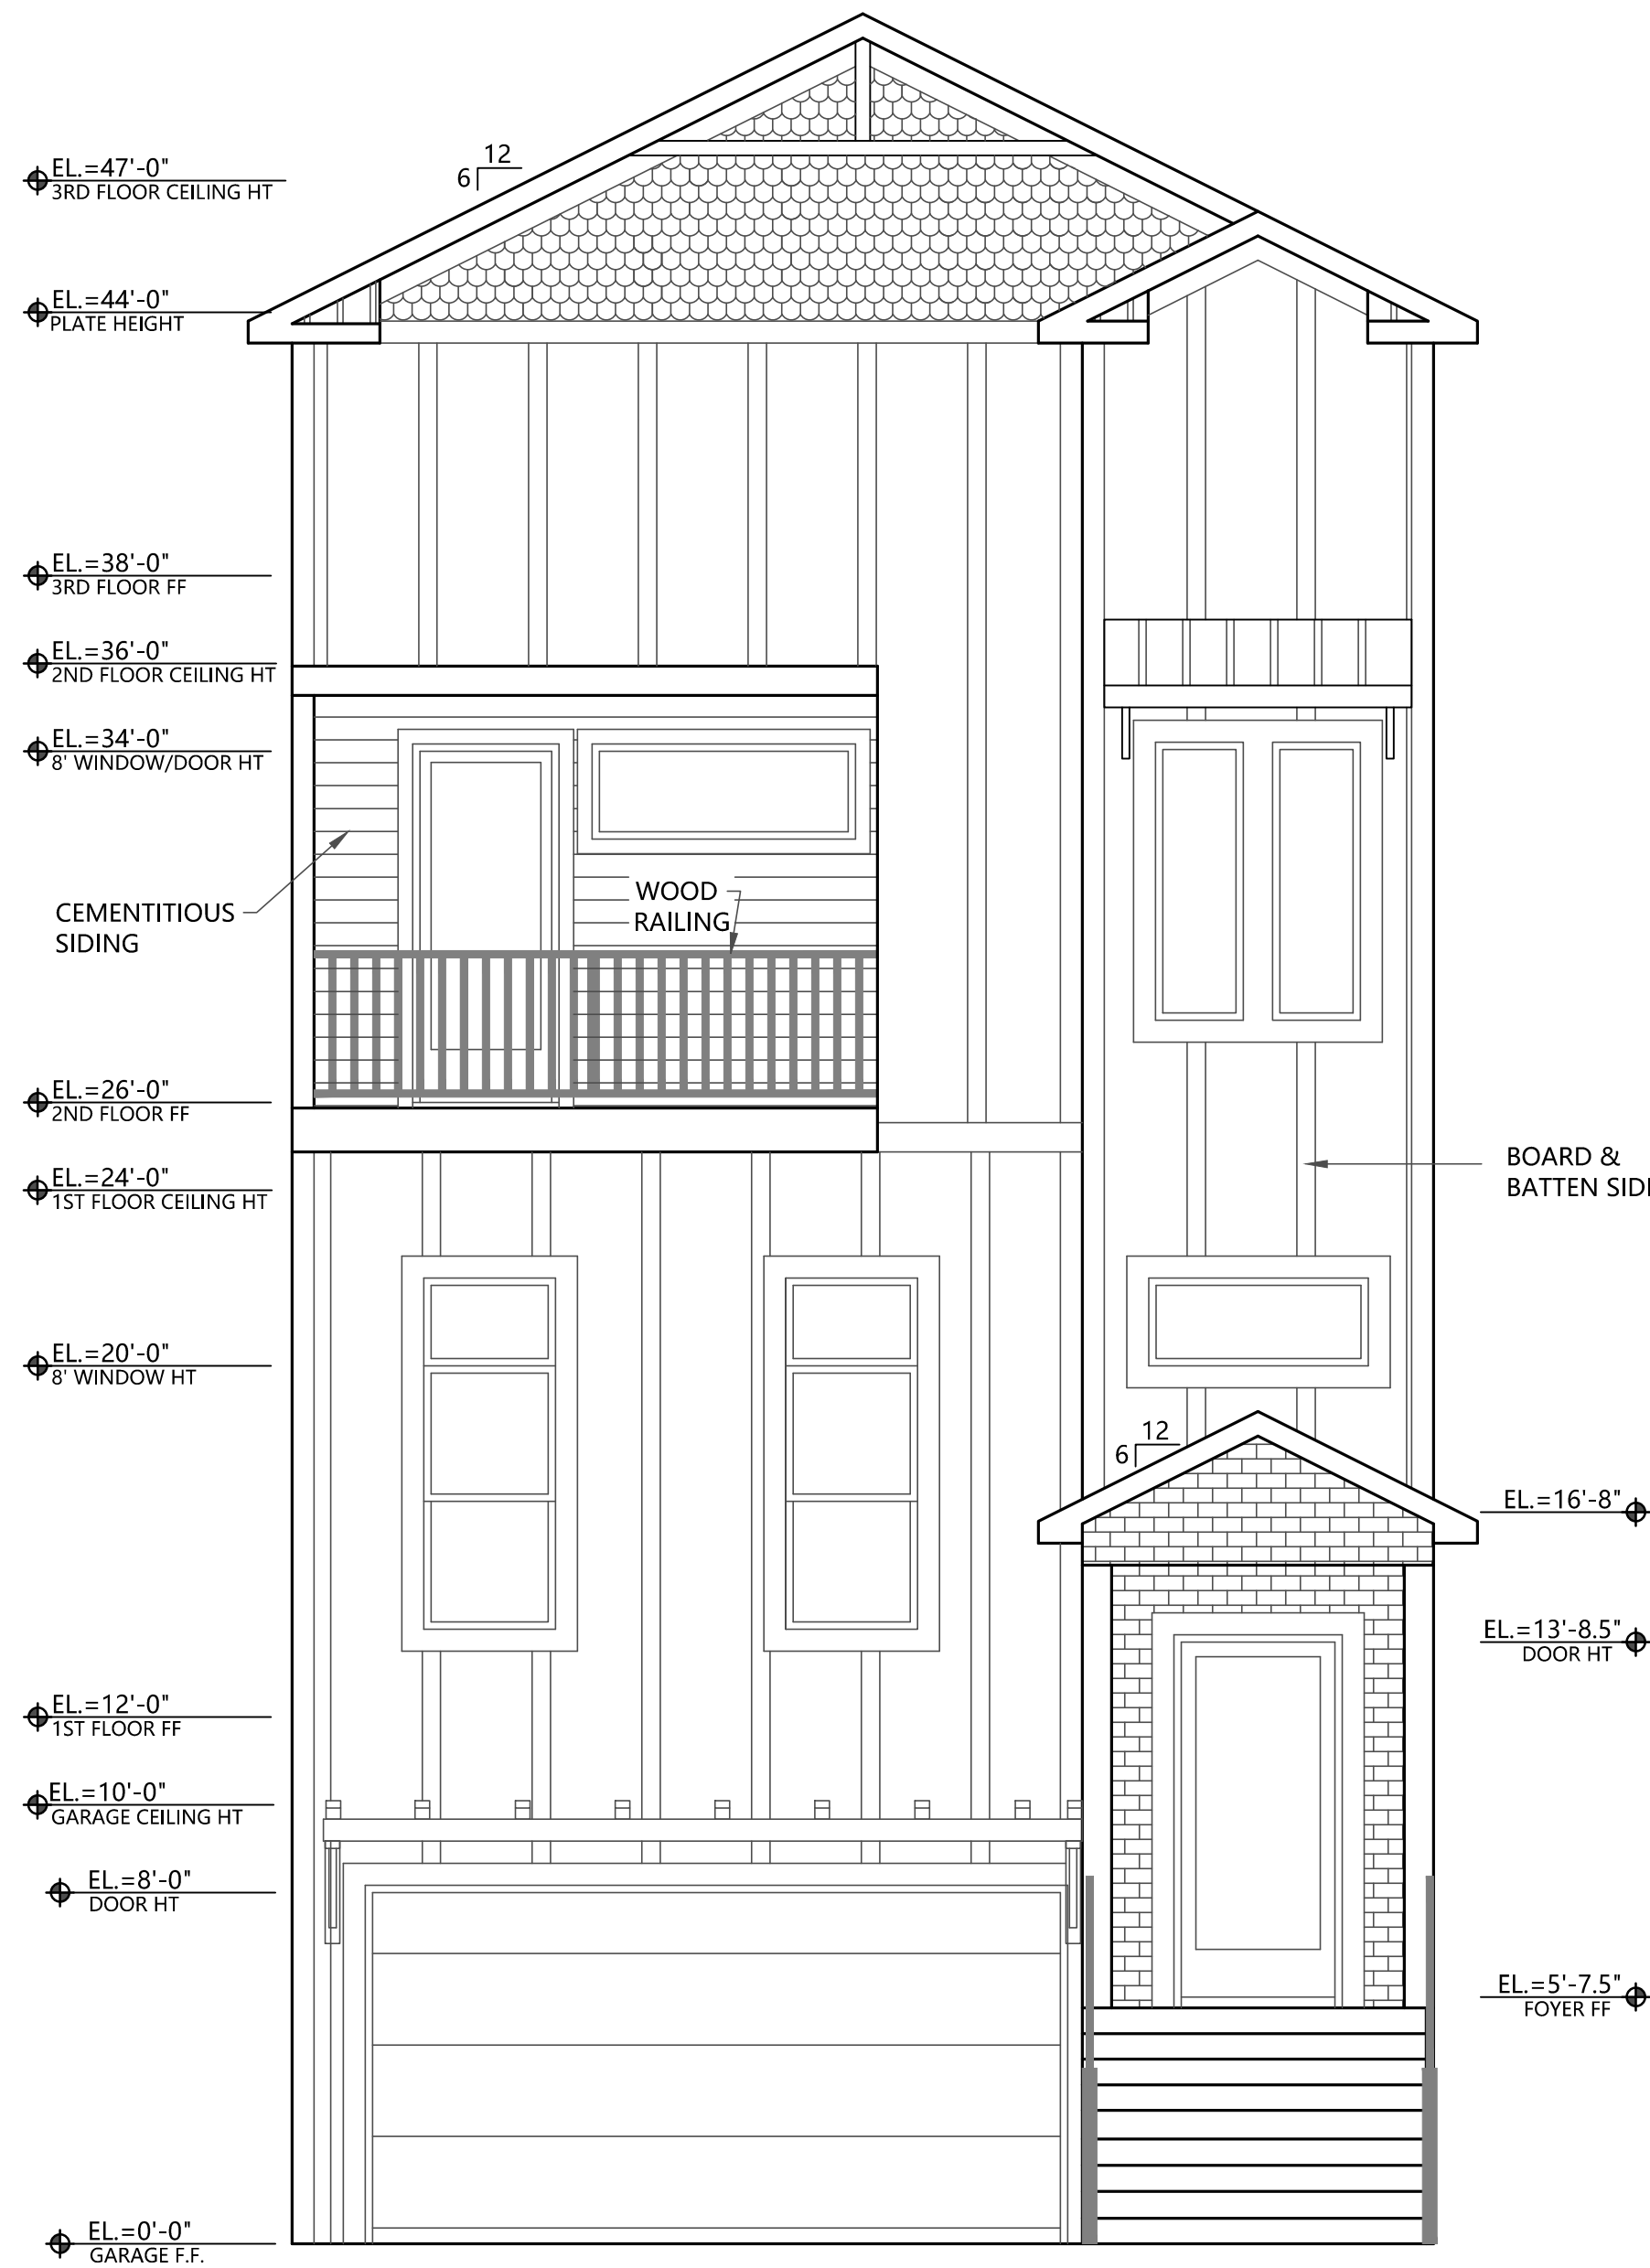 EL.=47'-0"
3RD FLOOR CEILING HT
12
6
EL.=44'-0"
PLATE HEIGHT
EL.=38'-0"
3RD FLOOR FF
EL.=36'-0"
2ND FLOOR CEILING HT
EL.=34'-0"
8' WINDOW/DOOR HT
CEMENTITIOUS
SIDING
WOOD
RAILING
EL.=26'-0"
2ND FLOOR FF
EL.=24'-0"
1ST FLOOR CEILING HT
BOARD &
BATTEN SIDI
EL.=20'-0"
8' WINDOW HT
12
6
EL.=16'-8"
EL.=13'-8.5"
DOOR HT
EL.=12'-0"
1ST FLOOR FF
EL.=10'-0"
GARAGE CEILING HT
EL.=8'-0"
DOOR HT
EL.=5'-7.5"
FOYER FF
EL.=0'-0"
GARAGE F.F.